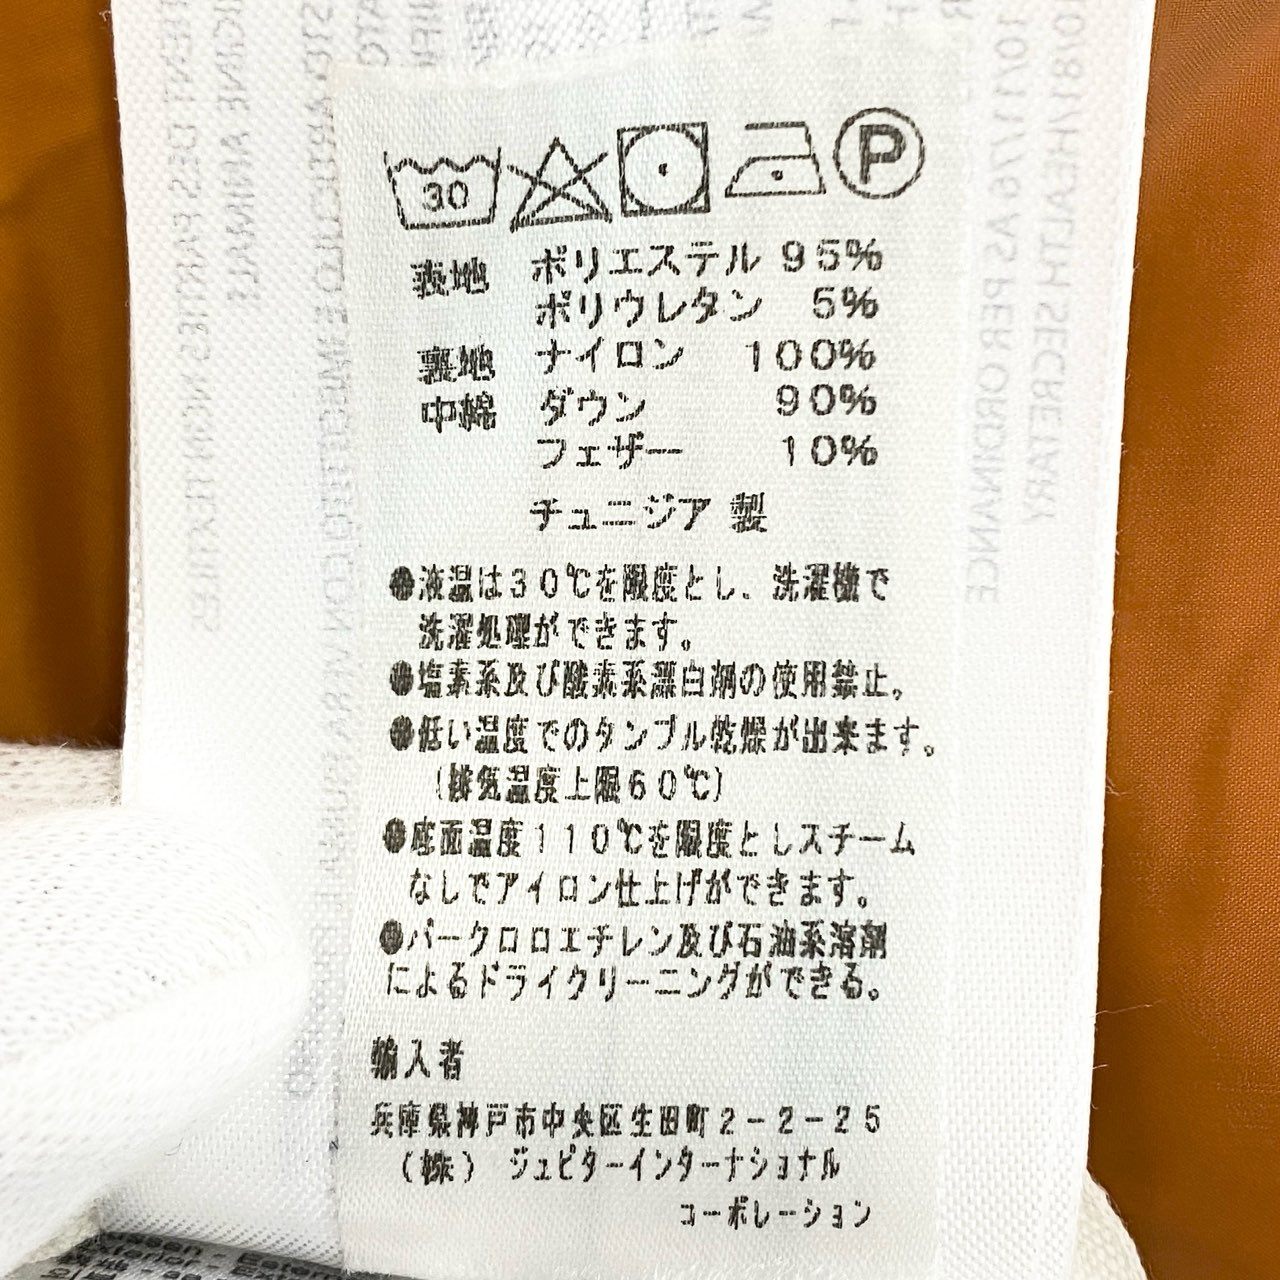 30
P
表地 ポリエステル 95%
ポリウレタン 5%
裏地 ナイロン 100%
中綿 ダウン 90%
フェザー 10%
チュニジア 製
●液温は30℃を限度とし、洗濯機で
洗濯処理ができます。
●塩素系及び酸素系漂白剤の使用禁止。
●低い温度でのタンブル乾燥が出来ます。
(排気温度上限60℃)
●底面温度110℃を限度としスチーム
なしでアイロン仕上げができます。
●パークロロエチレン及び石油系溶剤
によるドライクリーニングができる。
輸入者
兵庫県神戸市中央区生田町2-2-25
(株) ジュピターインターナショナル
コーポレーション